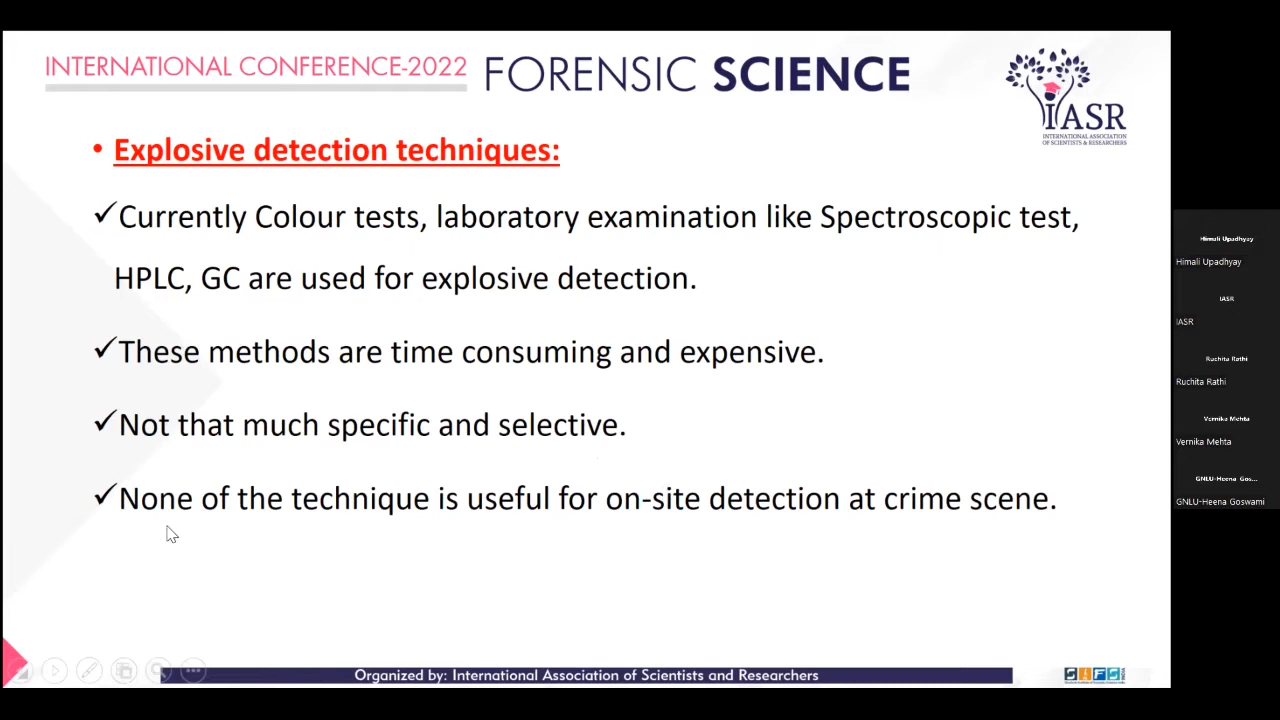 INTERNATIONAL CONFERENCE-2022 FORENSIC SCIENCE
IASR
INTERNATIONAL ASSOCIATION
OF SCIENTISTS & RESEARCHERS
• Explosive detection techniques:
✓Currently Colour tests, laboratory examination like Spectroscopic test,
HPLC, GC are used for explosive detection.
✓These methods are time consuming and expensive.
✓Not that much specific and selective.
✓None of the technique is useful for on-site detection at crime scene.
Organized by: International Association of Scientists and Researchers
SIFS
Himali Upadhyay
Himali Upadhyay
IASR
IASR
Ruchita Rathi
Ruchita Rathi
Vernika Mehta
Vernika Mehta
GNLU-Heena Gos...
GNLU-Heena Goswami